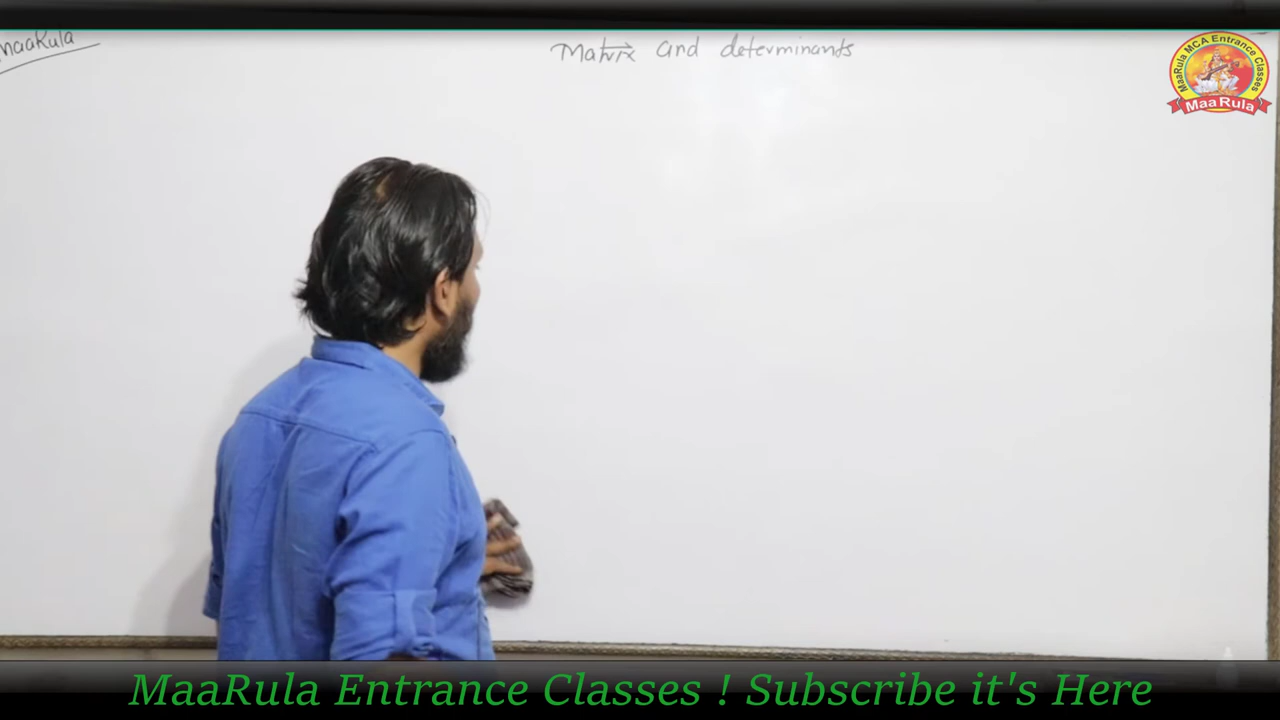 MaaRula
Matrix and determinants
MaaRula MCA Entrance Classes
MaaRula
MaaRula Entrance Classes ! Subscribe it's Here